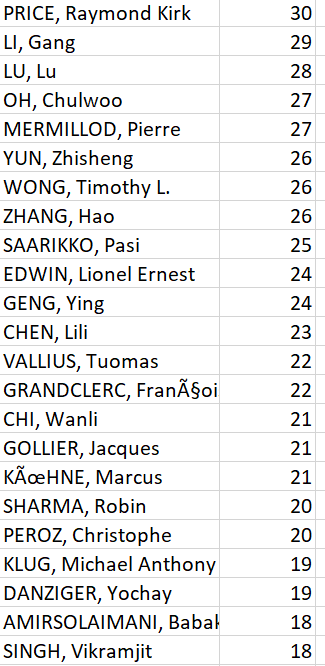 PRICE, Raymond Kirk 30
LI, Gang 29
LU, Lu 28
OH, Chulwoo 27
MERMILLOD, Pierre 27
YUN, Zhisheng 26
WONG, Timothy L. 26
ZHANG, Hao 26
SAARIKKO, Pasi 25
EDWIN, Lionel Ernest 24
GENG, Ying 24
CHEN, Lili 23
VALLIUS, Tuomas 22
GRANDCLERC, FranÃ§oi 22
CHI, Wanli 21
GOLLIER, Jacques 21
KÃœHNE, Marcus 21
SHARMA, Robin 20
PEROZ, Christophe 20
KLUG, Michael Anthony 19
DANZIGER, Yochay 19
AMIRSOLAIMANI, Babak 18
SINGH, Vikramjit 18